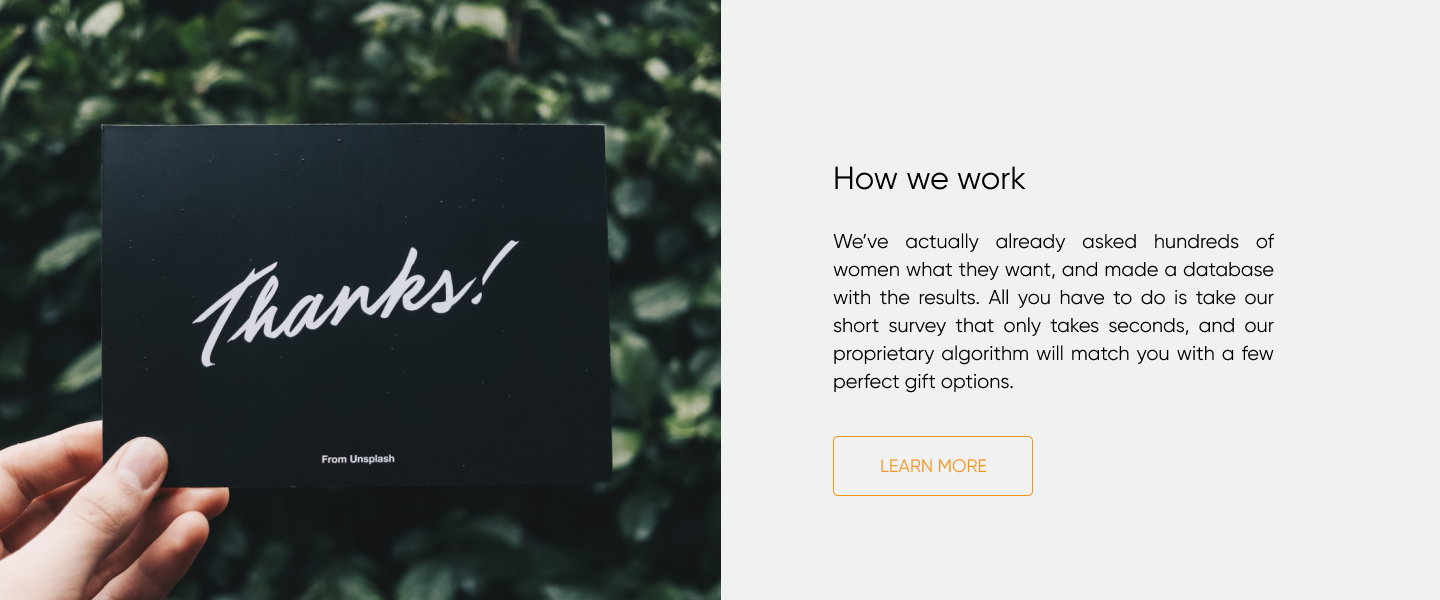 Thanks!
From Unsplash
How we work
We’ve actually already asked hundreds of
women what they want, and made a database
with the results. All you have to do is take our
short survey that only takes seconds, and our
proprietary algorithm will match you with a few
perfect gift options.
LEARN MORE